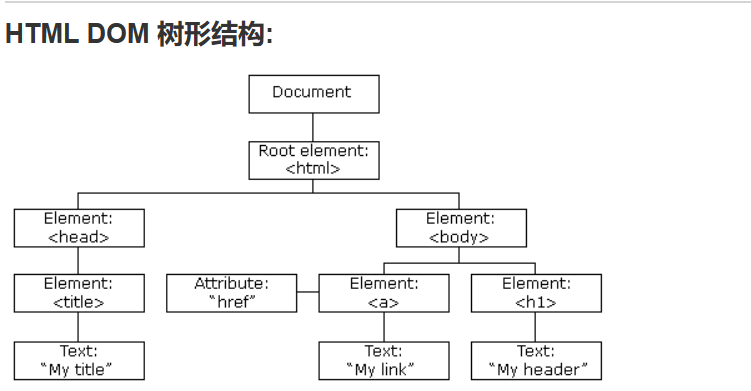 HTML DOM 树形结构:
Document
Root element:
<html>
Element:
<head>
Element:
<body>
Element:
<title>
Attribute:
"href"
Element:
<a>
Element:
<h1>
Text:
"My title"
Text:
"My link"
Text:
"My header"